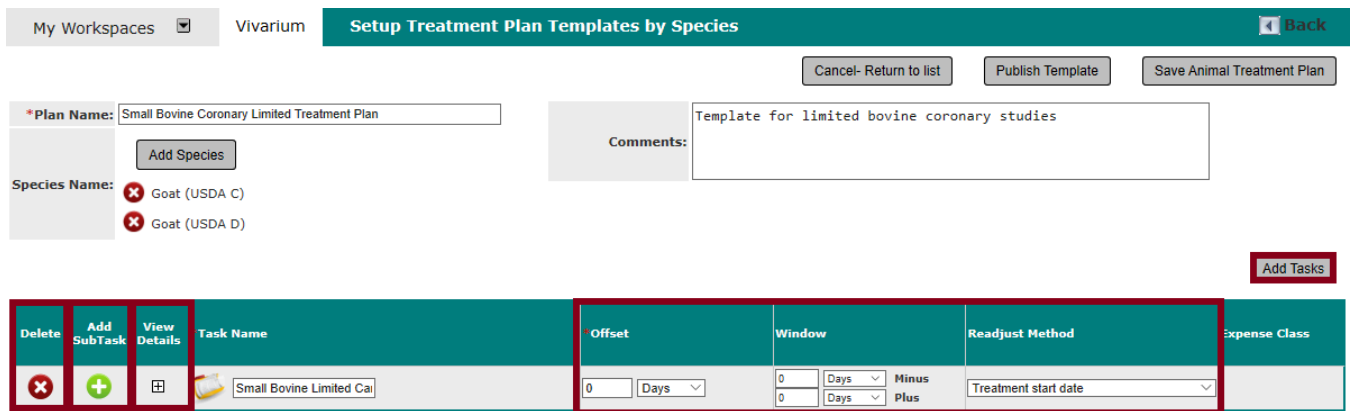 My Workspaces Vivarium Setup Treatment Plan Templates by Species Back
Cancel- Return to list Publish Template Save Animal Treatment Plan
*Plan Name: Small Bovine Coronary Limited Treatment Plan
Comments: Template for limited bovine coronary studies
Add Species
Species Name:
Goat (USDA C)
Goat (USDA D)
Add Tasks
Delete Add SubTask View Details Task Name *Offset Window Readjust Method Expense Class
Small Bovine Limited Car 0 Days 0 Days Minus Treatment start date
0 Days Plus